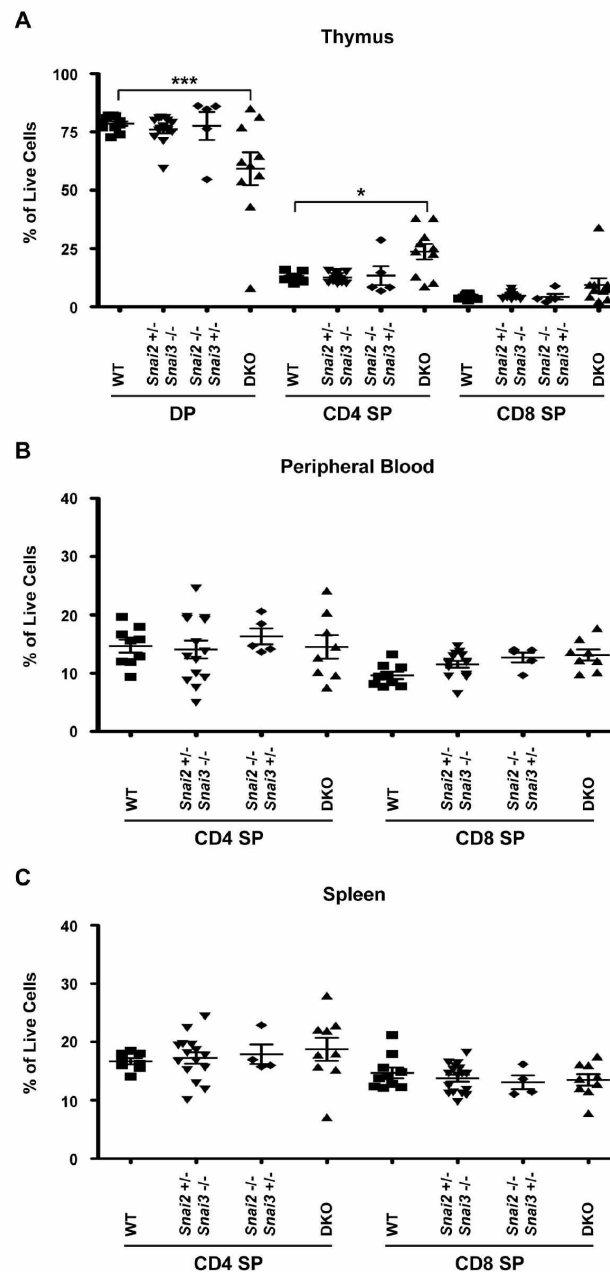 A
Thymus
***
*
100
75
50
25
0
% of Live Cells
WT
Snai2 +/-
Snai3 -/-
Snai2 -/-
Snai3 +/-
DKO
WT
Snai2 +/-
Snai3 -/-
Snai2 -/-
Snai3 +/-
DKO
WT
Snai2 +/-
Snai3 -/-
Snai2 -/-
Snai3 +/-
DKO
DP
CD4 SP
CD8 SP
B
Peripheral Blood
40
30
20
10
0
% of Live Cells
WT
Snai2 +/-
Snai3 -/-
Snai2 -/-
Snai3 +/-
DKO
WT
Snai2 +/-
Snai3 -/-
Snai2 -/-
Snai3 +/-
DKO
CD4 SP
CD8 SP
C
Spleen
40
30
20
10
0
% of Live Cells
WT
Snai2 +/-
Snai3 -/-
Snai2 -/-
Snai3 +/-
DKO
WT
Snai2 +/-
Snai3 -/-
Snai2 -/-
Snai3 +/-
DKO
CD4 SP
CD8 SP